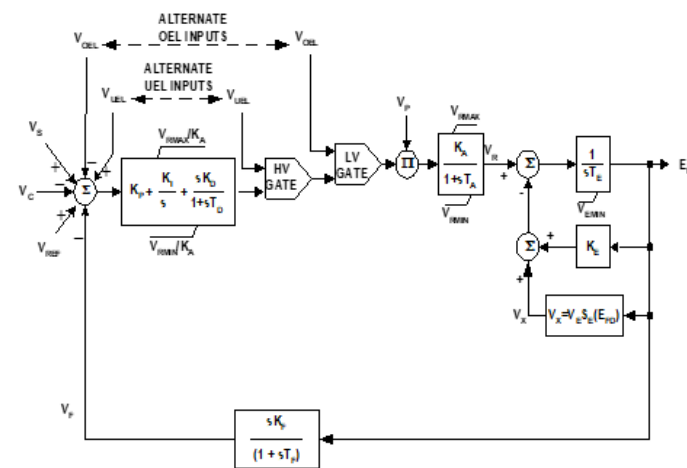 ALTERNATE
OEL INPUTS
V_OEL
V_OEL
ALTERNATE
UEL INPUTS
V_UEL
V_UEL
V_P
V_S
V_RMAX/K_A
V_RMAX
+
−
+
Σ
V_C
−
K_P + K_I/s + sK_D/(1+sT_D)
HV
GATE
LV
GATE
Π
K_A/(1+sT_A)
V_R
+
Σ
-
1/(sT_E)
V_REF
+
−
V_RMIN/K_A
V_RMIN
V_EMIN
Σ
+
K_E
+
V_X
V_X=V_E S_E(E_FD)
V_F
sK_F/(1 + sT_F)